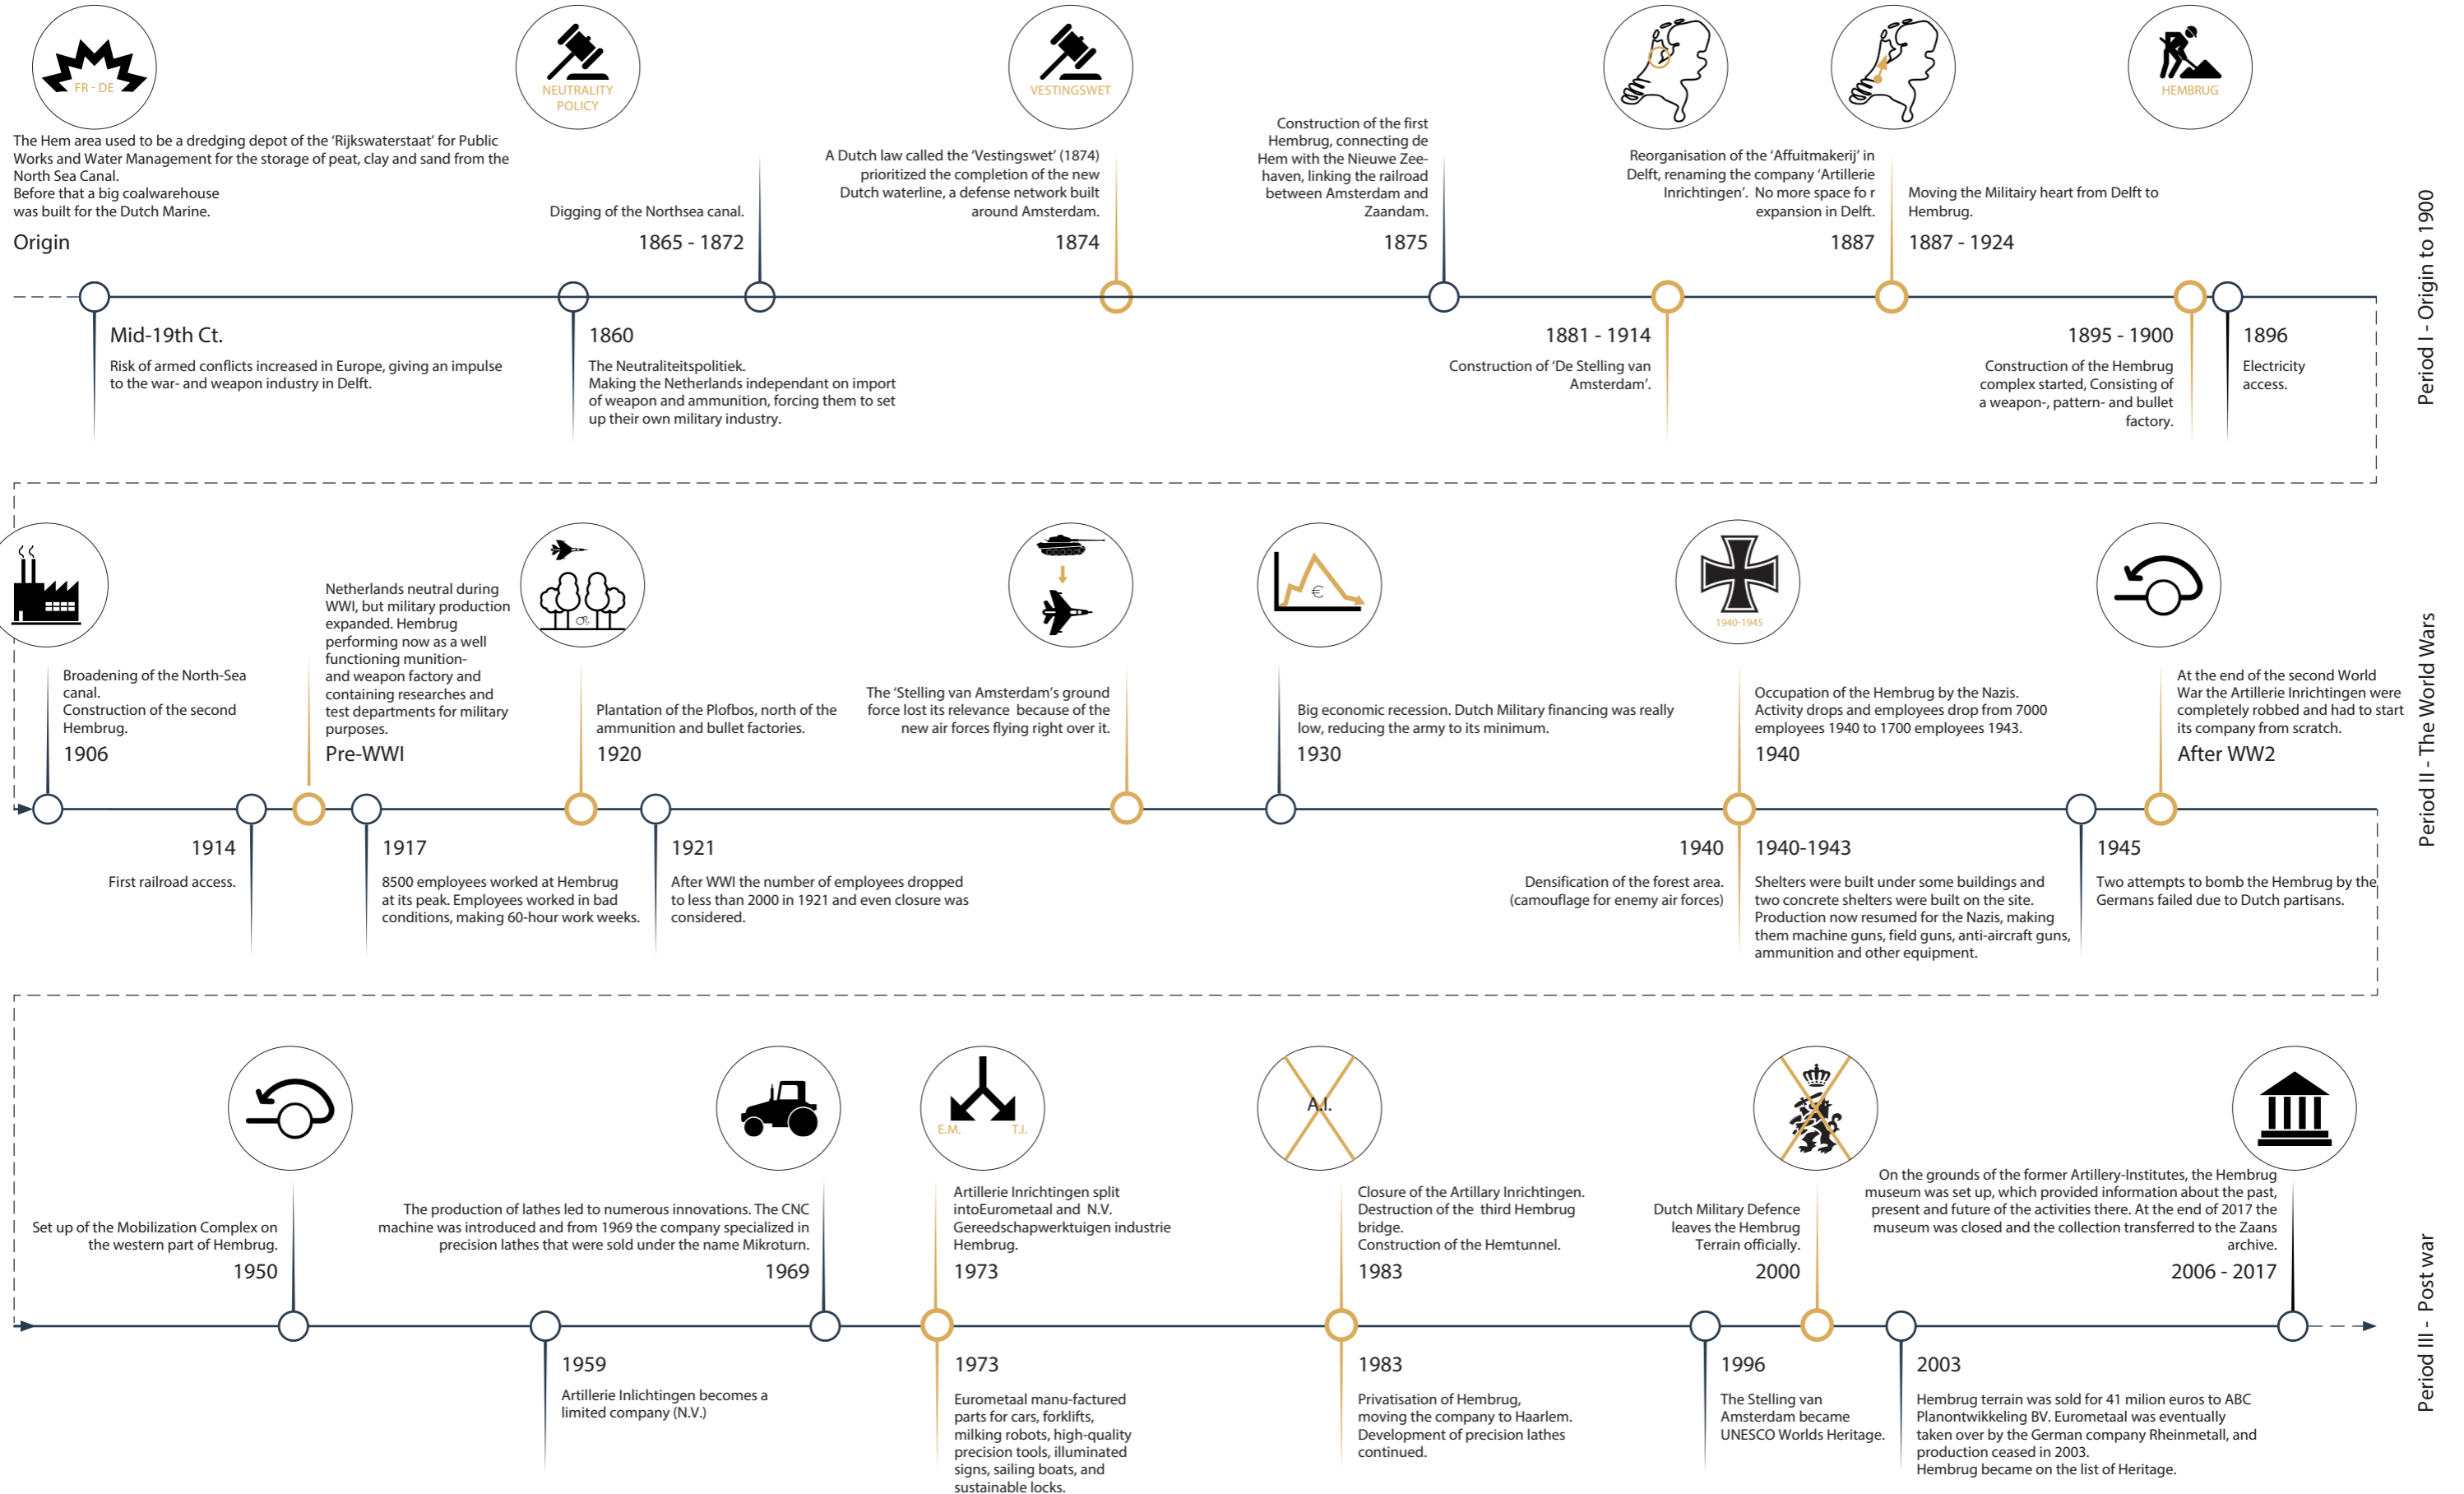 FR - DE
NEUTRALITY
POLICY
VESTINGSWET
HEMBRUG
The Hem area used to be a dredging depot of the ‘Rijkswaterstaat’ for Public
Works and Water Management for the storage of peat, clay and sand from the
North Sea Canal.
Before that a big coalwarehouse
was built for the Dutch Marine.
Origin
Digging of the Northsea canal.
1865 - 1872
A Dutch law called the ‘Vestingswet’ (1874)
prioritized the completion of the new
Dutch waterline, a defense network built
around Amsterdam.
1874
Construction of the first
Hembrug, connecting de
Hem with the Nieuwe Zee-
haven, linking the railroad
between Amsterdam and
Zaandam.
1875
Reorganisation of the ‘Affuitmakerij’ in
Delft, renaming the company ‘Artillerie
Inrichtingen’.  No more space fo r
expansion in Delft.
1887
Moving the Militairy heart from Delft to
Hembrug.
1887 - 1924
Mid-19th Ct.
Risk of armed conflicts increased in Europe, giving an impulse
to the war- and weapon industry in Delft.
1860
The Neutraliteitspolitiek.
Making the Netherlands independant on import
of weapon and ammunition, forcing them to set
up their own military industry.
1881 - 1914
Construction of ‘De Stelling van
Amsterdam’.
1895 - 1900
Construction of the Hembrug
complex started, Consisting of
a weapon-, pattern- and bullet
factory.
1896
Electricity
access.
Period I - Origin to 1900
Broadening of the North-Sea
canal.
Construction of the second
Hembrug.
1906
Netherlands neutral during
WWI, but military production
expanded. Hembrug
performing now as a well
functioning munition-
and weapon factory and
containing researches and
test departments for military
purposes.
Pre-WWI
Plantation of the Plofbos, north of the
ammunition and bullet factories.
1920
The ‘Stelling van Amsterdam’s ground
force lost its relevance  because of the
new air forces flying right over it.
€
Big economic recession. Dutch Military financing was really
low, reducing the army to its minimum.
1930
1940-1945
Occupation of the Hembrug by the Nazis.
Activity drops and employees drop from 7000
employees 1940 to 1700 employees 1943.
1940
At the end of the second World
War the Artillerie Inrichtingen were
completely robbed and had to start
its company from scratch.
After WW2
1914
First railroad access.
1917
8500 employees worked at Hembrug
at its peak. Employees worked in bad
conditions, making 60-hour work weeks.
1921
After WWI the number of employees dropped
to less than 2000 in 1921 and even closure was
considered.
1940
Densification of the forest area.
(camouflage for enemy air forces)
1940-1943
Shelters were built under some buildings and
two concrete shelters were built on the site.
Production now resumed for the Nazis, making
them machine guns, field guns, anti-aircraft guns,
ammunition and other equipment.
1945
Two attempts to bomb the Hembrug by the
Germans failed due to Dutch partisans.
Period II - The World Wars
Set up of the Mobilization Complex on
the western part of Hembrug.
1950
The production of lathes led to numerous innovations. The CNC
machine was introduced and from 1969 the company specialized in
precision lathes that were sold under the name Mikroturn.
1969
E.M.
T.I.
Artillerie Inrichtingen split
intoEurometaal and  N.V.
Gereedschapwerktuigen industrie
Hembrug.
1973
A.I.
Closure of the Artillary Inrichtingen.
Destruction of the  third Hembrug
bridge.
Construction of the Hemtunnel.
1983
Dutch Military Defence
leaves the Hembrug
Terrain officially.
2000
On the grounds of the former Artillery-Institutes, the Hembrug
museum was set up, which provided information about the past,
present and future of the activities there. At the end of 2017 the
museum was closed and the collection transferred to the Zaans
archive.
2006 - 2017
1959
Artillerie Inlichtingen becomes a
limited company (N.V.)
1973
Eurometaal manu-factured
parts for cars, forklifts,
milking robots, high-quality
precision tools, illuminated
signs, sailing boats, and
sustainable locks.
1983
Privatisation of Hembrug,
moving the company to Haarlem.
Development of precision lathes
continued.
1996
The Stelling van
Amsterdam became
UNESCO Worlds Heritage.
2003
Hembrug terrain was sold for 41 milion euros to ABC
Planontwikkeling BV. Eurometaal was eventually
taken over by the German company Rheinmetall, and
production ceased in 2003.
Hembrug became on the list of Heritage.
Period III -  Post war